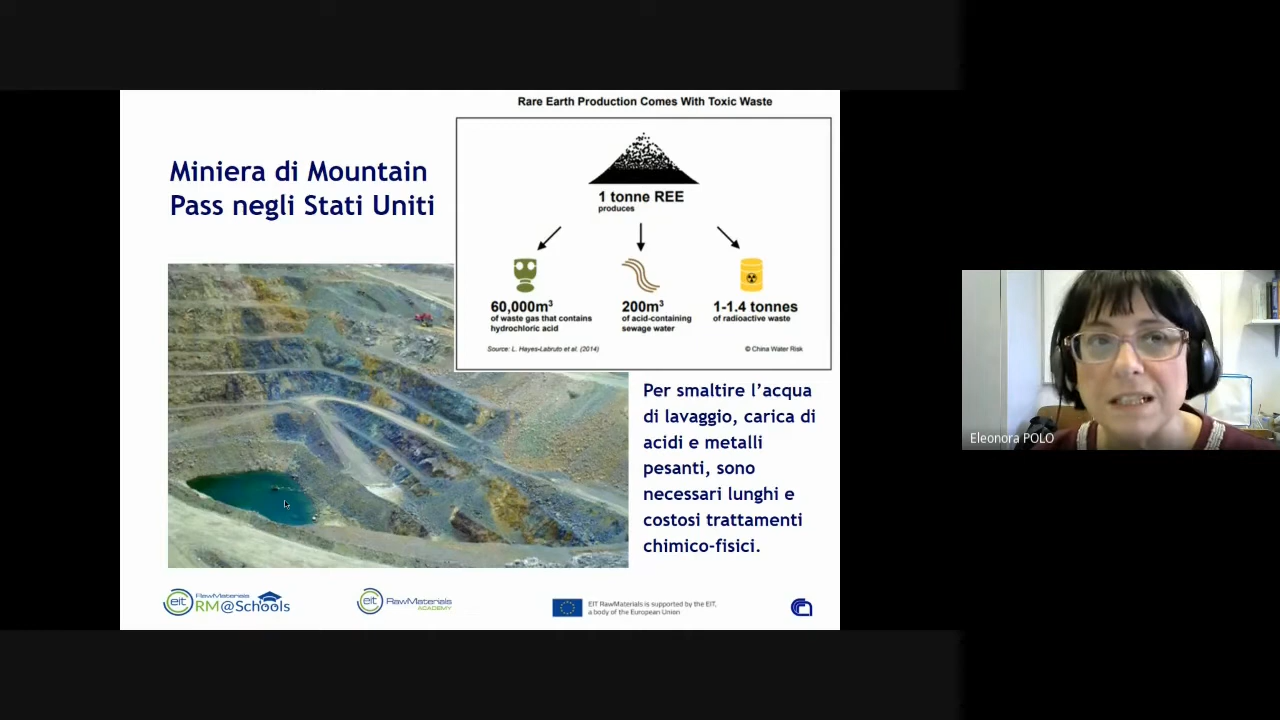 Rare Earth Production Comes With Toxic Waste
Miniera di Mountain
Pass negli Stati Uniti
1 tonne REE
produces
60,000m³
of waste gas that contains
hydrochloric acid
200m³
of acid-containing
sewage water
1-1.4 tonnes
of radioactive waste
Source: L. Hayes-Labruto et al. (2014)
© China Water Risk
Per smaltire l’acqua
di lavaggio, carica di
acidi e metalli
pesanti, sono
necessari lunghi e
costosi trattamenti
chimico-fisici.
Eleonora POLO
eit
RawMaterials
RM@Schools
eit
RawMaterials
ACADEMY
EIT RawMaterials is supported by the EIT,
a body of the European Union